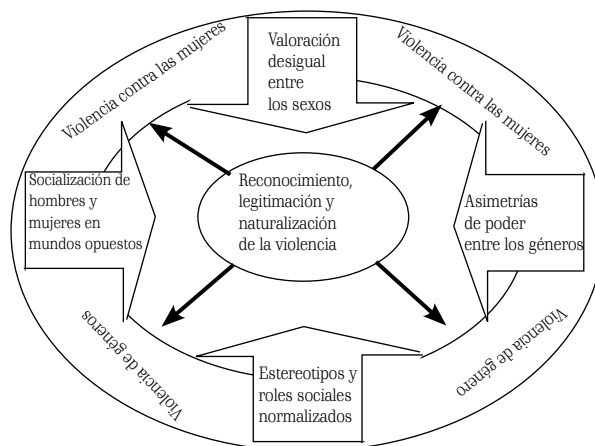 Violencia contra las mujeres
Valoración
desigual
entre
los sexos
Violencia contra las mujeres
Socialización de
hombres y
mujeres en
mundos opuestos
Reconocimiento,
legitimación y
naturalización
de la violencia
Asimetrías
de poder
entre los géneros
Violencia de géneros
Estereotipos y
roles sociales
normalizados
Violencia de género